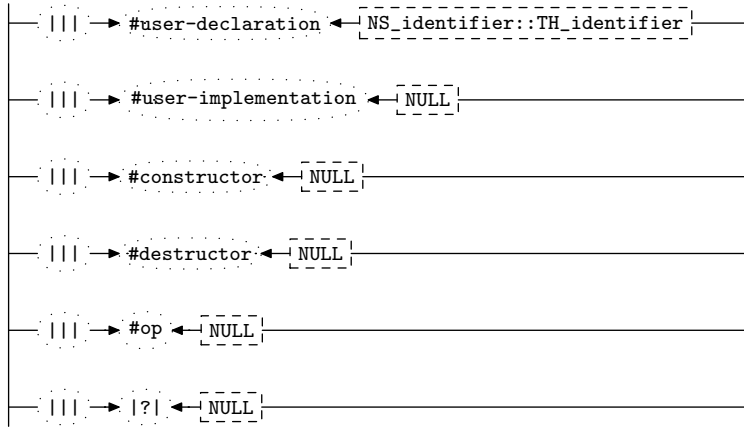 ||| #user-declaration NS_identifier::TH_identifier
||| #user-implementation NULL
||| #constructor NULL
||| #destructor NULL
||| #op NULL
||| |?| NULL